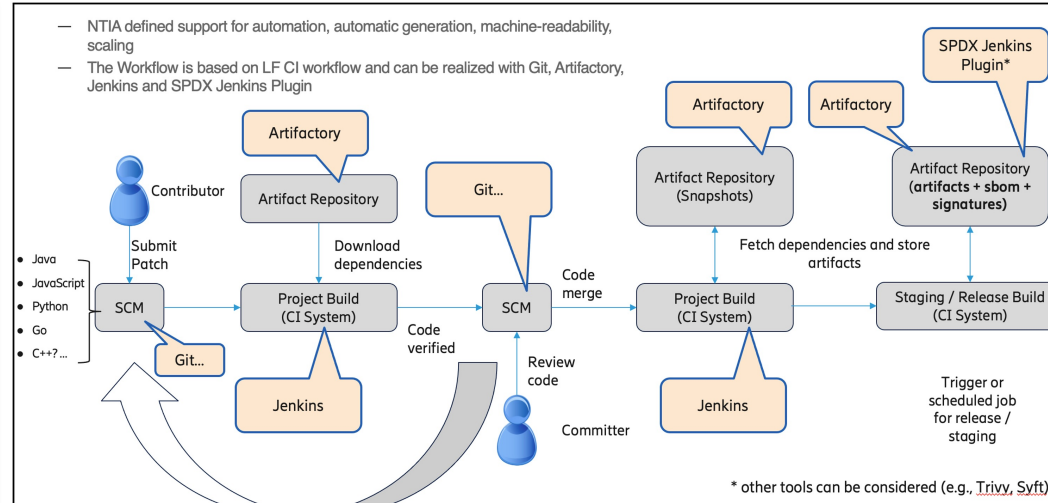 — NTIA defined support for automation, automatic generation, machine-readability,
scaling
— The Workflow is based on LF CI workflow and can be realized with Git, Artifactory,
Jenkins and SPDX Jenkins Plugin
SPDX Jenkins
Plugin*
Artifactory
Artifactory
Artifactory
Contributor
Artifact Repository
Git...
Artifact Repository
(Snapshots)
Artifact Repository
(artifacts + sbom +
signatures)
Submit
Patch
Download
dependencies
Fetch dependencies and store
artifacts
• Java
• JavaScript
• Python
• Go
• C++? ...
SCM
Project Build
(CI System)
Code
verified
SCM
Code
merge
Project Build
(CI System)
Staging / Release Build
(CI System)
Git...
Jenkins
Review
code
Committer
Jenkins
Trigger or
scheduled job
for release /
staging
* other tools can be considered (e.g., Trivy, Syft)